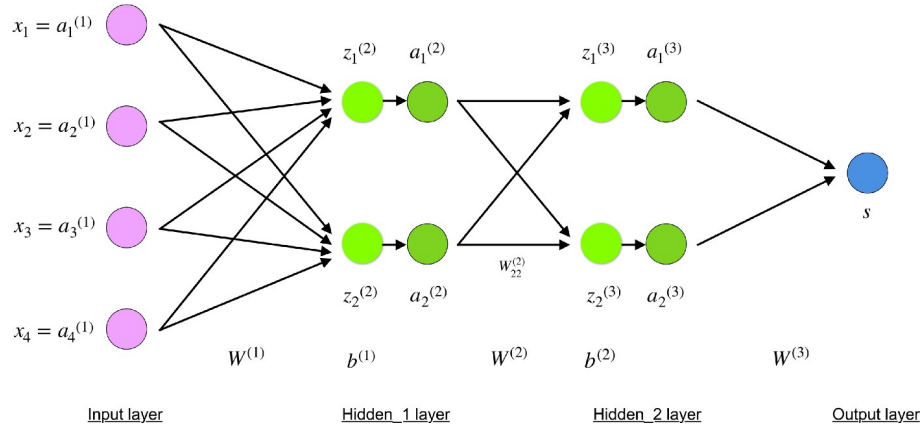 x₁ = a₁⁽¹⁾
x₂ = a₂⁽¹⁾
x₃ = a₃⁽¹⁾
x₄ = a₄⁽¹⁾
z₁⁽²⁾ a₁⁽²⁾
z₂⁽²⁾ a₂⁽²⁾
W₂₂⁽²⁾
z₁⁽³⁾ a₁⁽³⁾
z₂⁽³⁾ a₂⁽³⁾
s
W⁽¹⁾ b⁽¹⁾ W⁽²⁾ b⁽²⁾ W⁽³⁾
Input layer Hidden_1 layer Hidden_2 layer Output layer